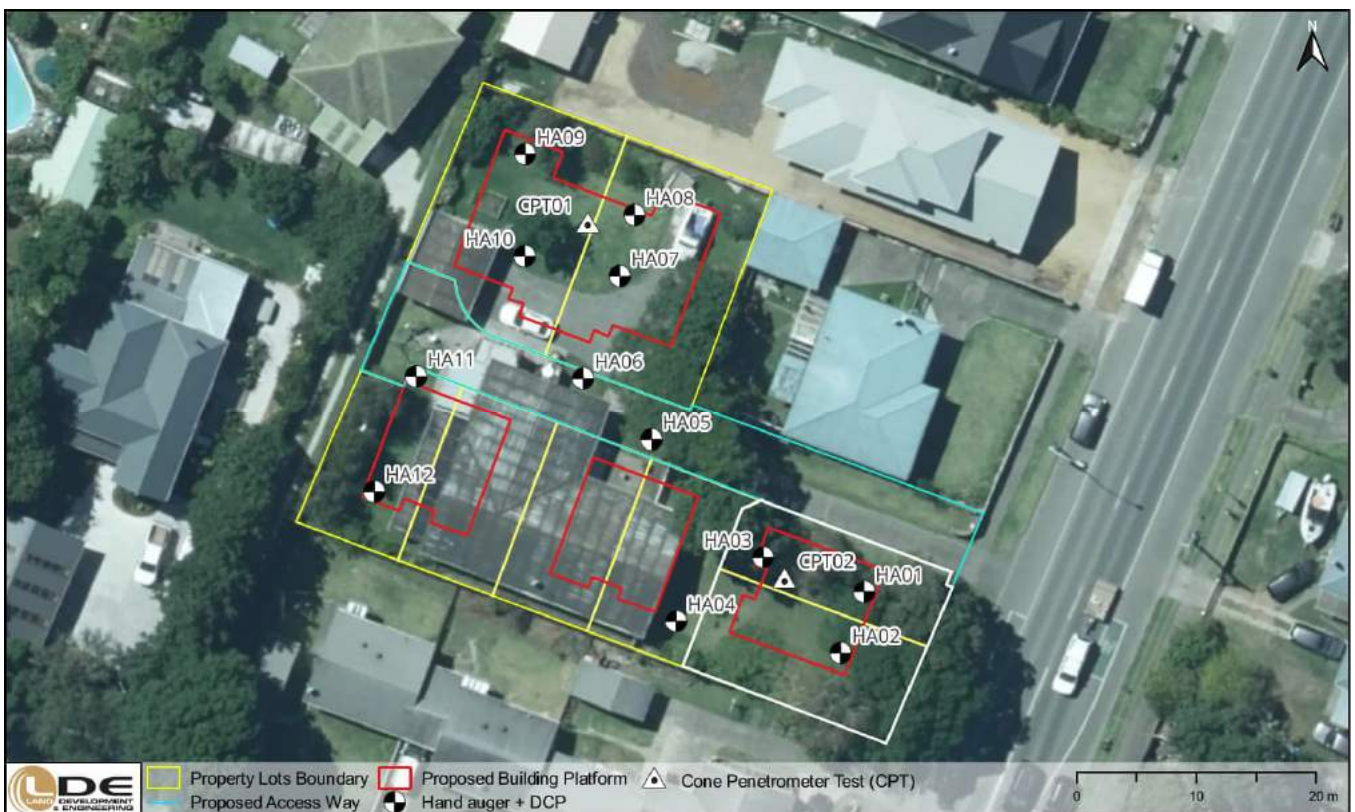 N
HA09
HA08
CPT01
HA10
HA07
HA11
HA06
HA05
HA12
HA03
CPT02
HA01
HA04
HA02
LDE
LAND DEVELOPMENT
& ENGINEERING
Property Lots Boundary
Proposed Building Platform
Cone Penetrometer Test (CPT)
Proposed Access Way
Hand auger + DCP
0 10 20 m